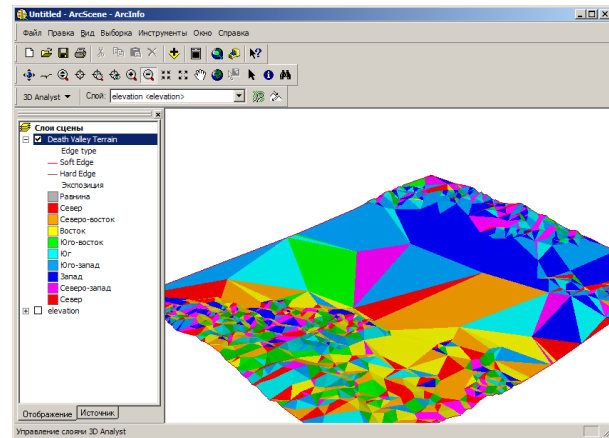 Untitled - ArcScene - ArcInfo
Файл Правка Вид Выборка Инструменты Окно Справка
3D Analyst Слой: elevation <elevation>
Слои сцены
Death Valley Terrain
Edge type
Soft Edge
Hard Edge
Экспозиция
Равнина
Север
Северо-восток
Восток
Юго-восток
Юг
Юго-запад
Запад
Северо-запад
Север
elevation
Отображение Источник
Управление слоями 3D Analyst